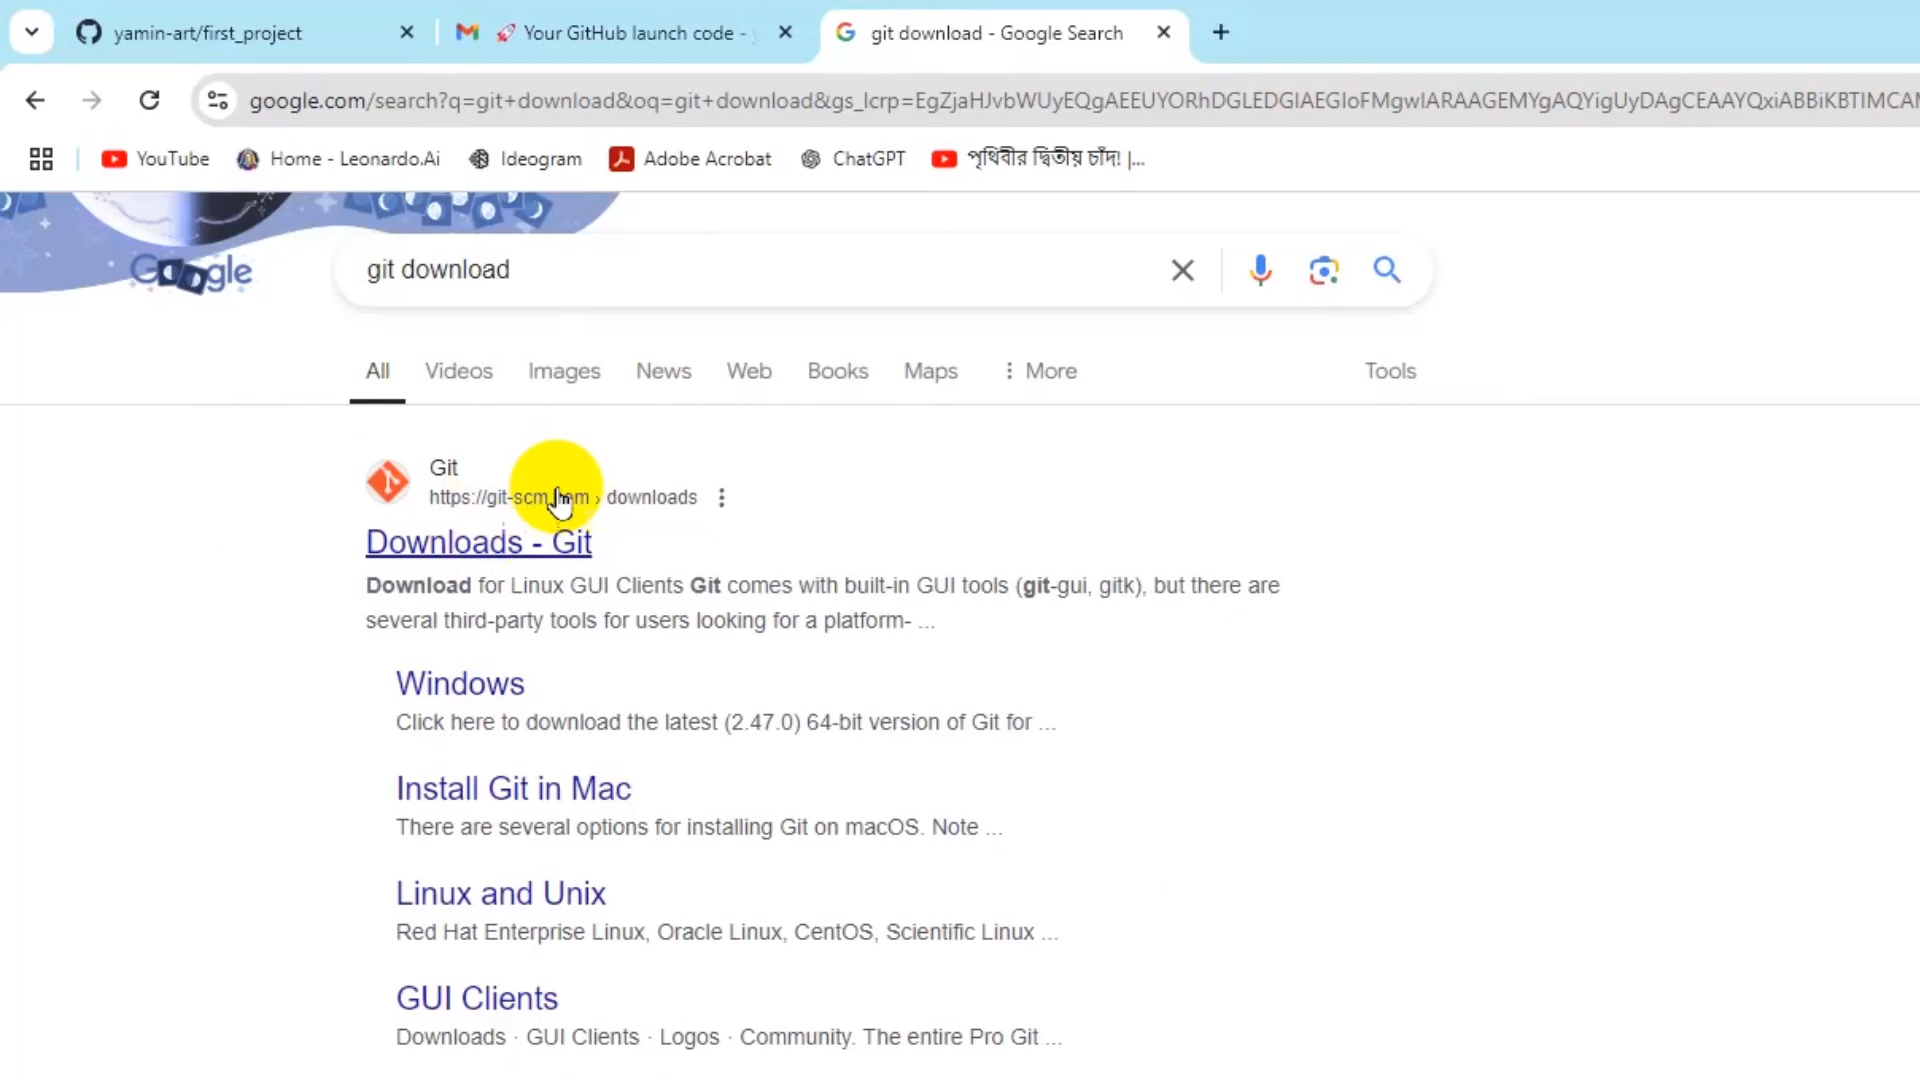 yamin-art/first_project
🚀 Your GitHub launch code -
git download - Google Search
google.com/search?q=git+download&oq=git+download&gs_lcrp=
YouTube
Home - Leonardo.Ai
Ideogram
Adobe Acrobat
ChatGPT
পৃথিবীর দ্বিতীয় চাঁদ! |...
Google
git download
All
Videos
Images
News
Web
Books
Maps
More
Tools
Git
https://git-scm.com › downloads
Downloads - Git
Download for Linux GUI Clients Git comes with built-in GUI tools (git-gui, gitk), but there are
several third-party tools for users looking for a platform- ...
Windows
Click here to download the latest (2.47.0) 64-bit version of Git for ...
Install Git in Mac
There are several options for installing Git on macOS. Note ...
Linux and Unix
Red Hat Enterprise Linux, Oracle Linux, CentOS, Scientific Linux ...
GUI Clients
Downloads · GUI Clients · Logos · Community. The entire Pro Git ...